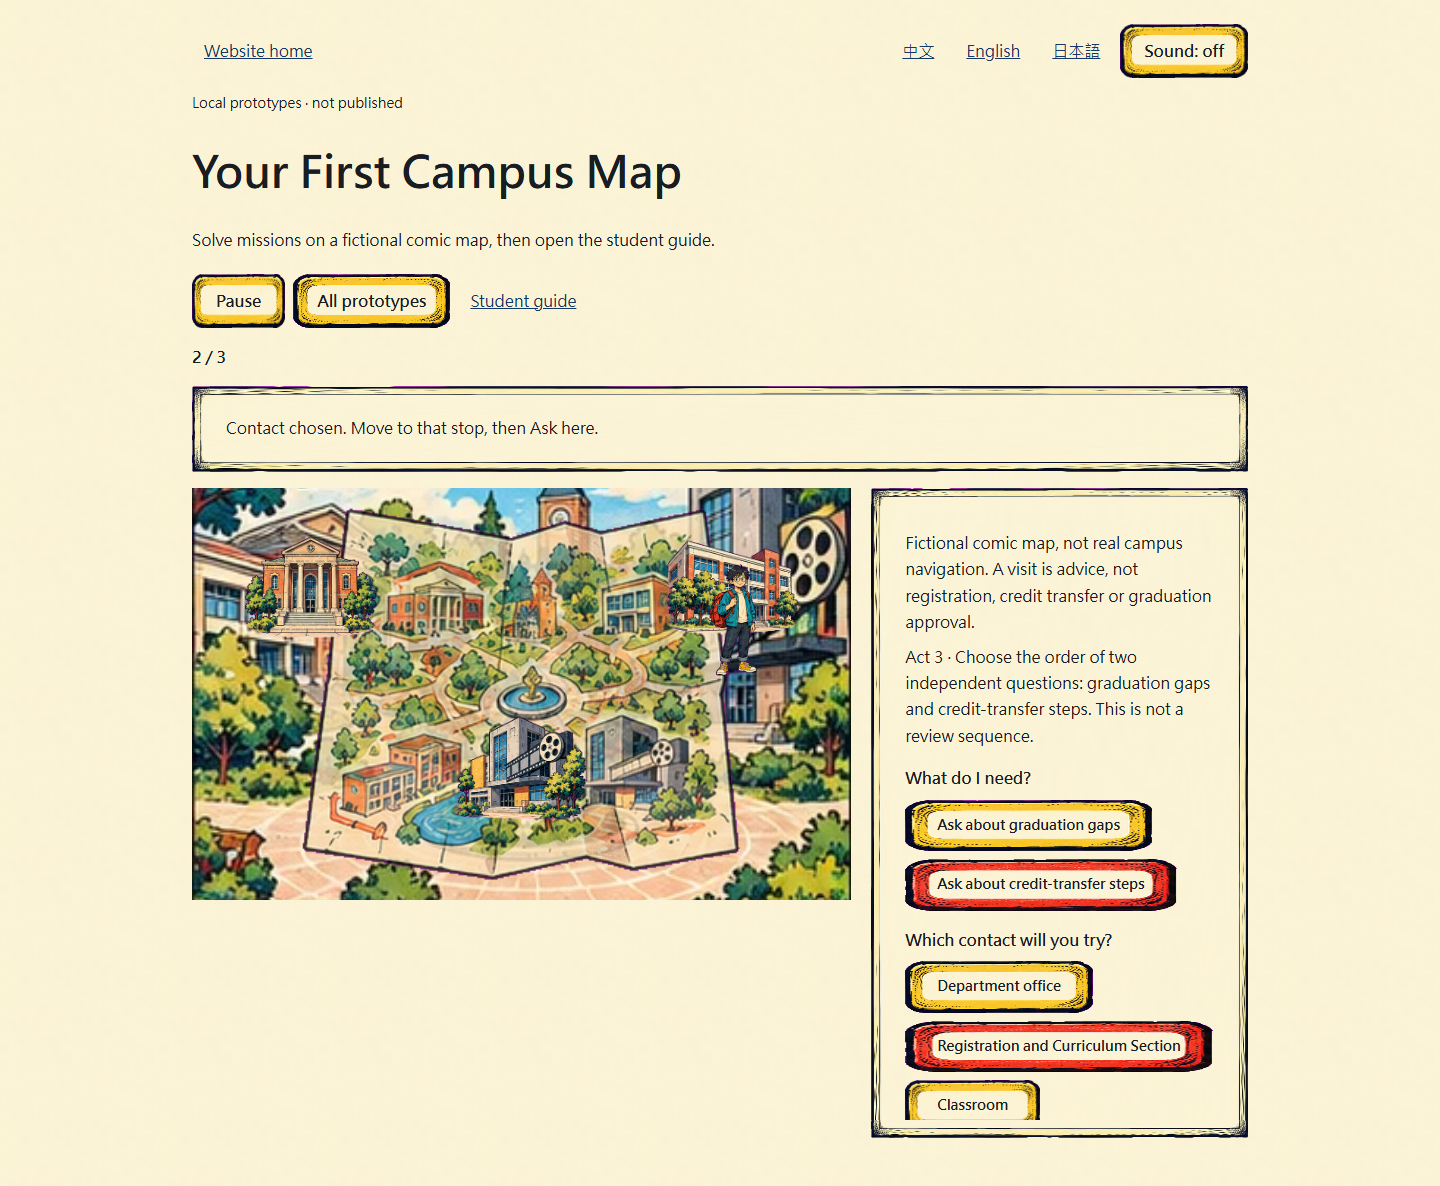 Website home
中文
English
日本語
Sound: off
Local prototypes · not published
Your First Campus Map
Solve missions on a fictional comic map, then open the student guide.
Pause
All prototypes
Student guide
2 / 3
Contact chosen. Move to that stop, then Ask here.
Fictional comic map, not real campus
navigation. A visit is advice, not
registration, credit transfer or graduation
approval.
Act 3 · Choose the order of two
independent questions: graduation gaps
and credit-transfer steps. This is not a
review sequence.
What do I need?
Ask about graduation gaps
Ask about credit-transfer steps
Which contact will you try?
Department office
Registration and Curriculum Section
Classroom